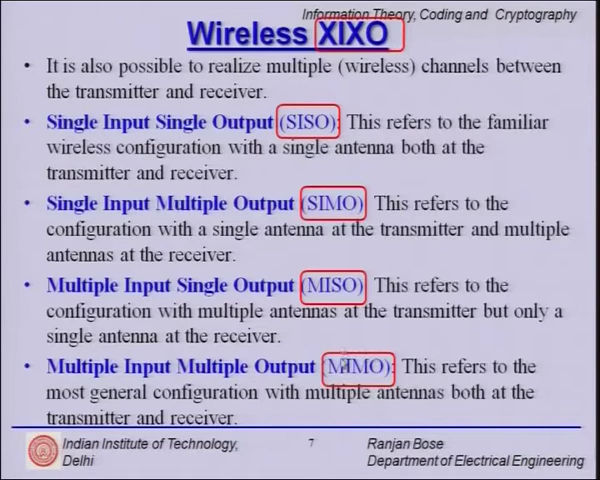 Information Theory, Coding and Cryptography
Wireless XIXO
• It is also possible to realize multiple (wireless) channels between
the transmitter and receiver.
• Single Input Single Output (SISO): This refers to the familiar
wireless configuration with a single antenna both at the
transmitter and receiver.
• Single Input Multiple Output (SIMO) This refers to the
configuration with a single antenna at the transmitter and multiple
antennas at the receiver.
• Multiple Input Single Output (MISO) This refers to the
configuration with multiple antennas at the transmitter but only a
single antenna at the receiver.
• Multiple Input Multiple Output (MIMO): This refers to the
most general configuration with multiple antennas both at the
transmitter and receiver.
Indian Institute of Technology,
Delhi
7
Ranjan Bose
Department of Electrical Engineering